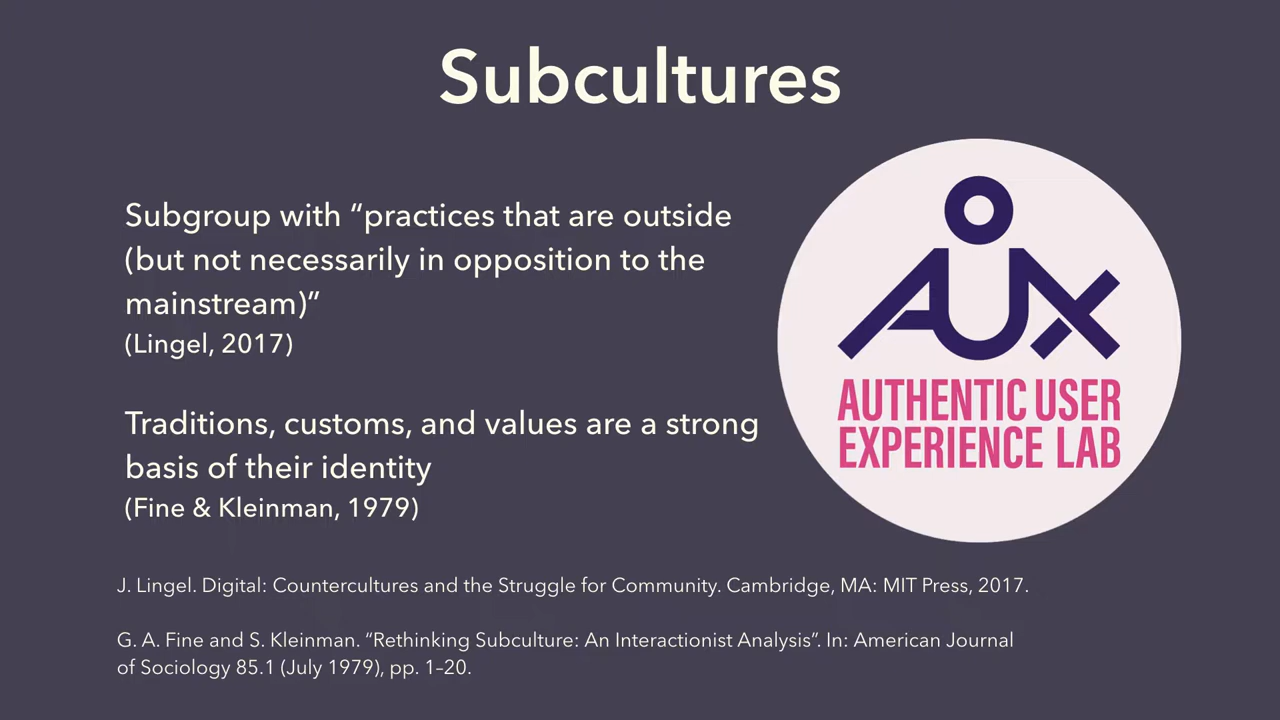 Subcultures
Subgroup with “practices that are outside
(but not necessarily in opposition to the
mainstream)”
(Lingel, 2017)
Traditions, customs, and values are a strong
basis of their identity
(Fine & Kleinman, 1979)
AUX
AUTHENTIC USER
EXPERIENCE LAB
J. Lingel. Digital: Countercultures and the Struggle for Community. Cambridge, MA: MIT Press, 2017.
G. A. Fine and S. Kleinman. “Rethinking Subculture: An Interactionist Analysis”. In: American Journal
of Sociology 85.1 (July 1979), pp. 1–20.